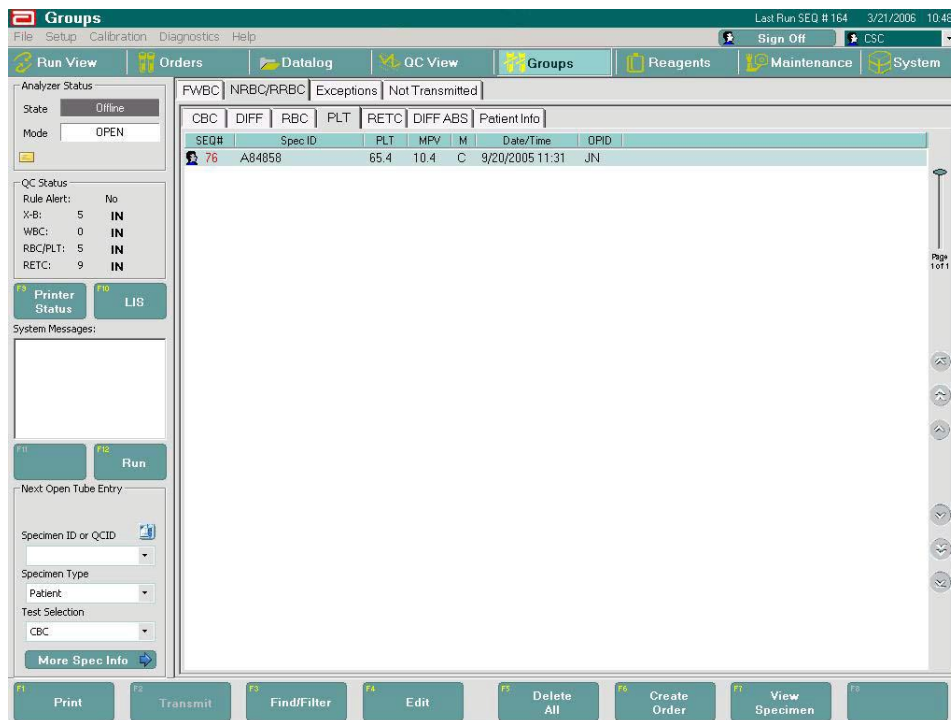 Groups Last Run SEQ # 164 3/21/2006 10:48
File Setup Calibration Diagnostics Help Sign Off CSC
Run View Orders Datalog QC View Groups Reagents Maintenance System
Analyzer Status
State Offline
Mode OPEN
QC Status
Rule Alert: No
X-B: 5 IN
WBC: 0 IN
RBC/PLT: 5 IN
RETC: 9 IN
F9 Printer Status
F10 LIS
System Messages:
F11
F12 Run
Next Open Tube Entry
Specimen ID or QCID
Specimen Type
Patient
Test Selection
CBC
More Spec Info
FWBC NRBC/RRBC Exceptions Not Transmitted
CBC DIFF RBC PLT RETC DIFF ABS Patient Info
SEQ# Spec ID PLT MPV M Date/Time OPID
76 A84858 65.4 10.4 C 9/20/2005 11:31 JN
Page
1 of 1
F1 Print
F2 Transmit
F3 Find/Filter
F4 Edit
F5 Delete All
F6 Create Order
F7 View Specimen
F8